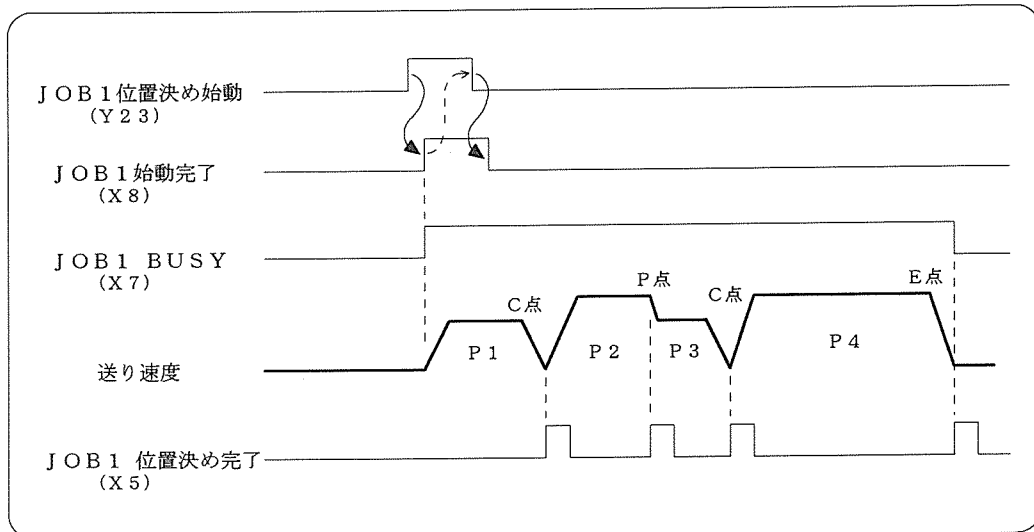 JOB1位置決め始動
(Y23)
JOB1始動完了
(X8)
JOB1 BUSY
(X7)
C点
P点
C点
E点
P1
P2
P3
P4
送り速度
JOB1 位置決め完了
(X5)